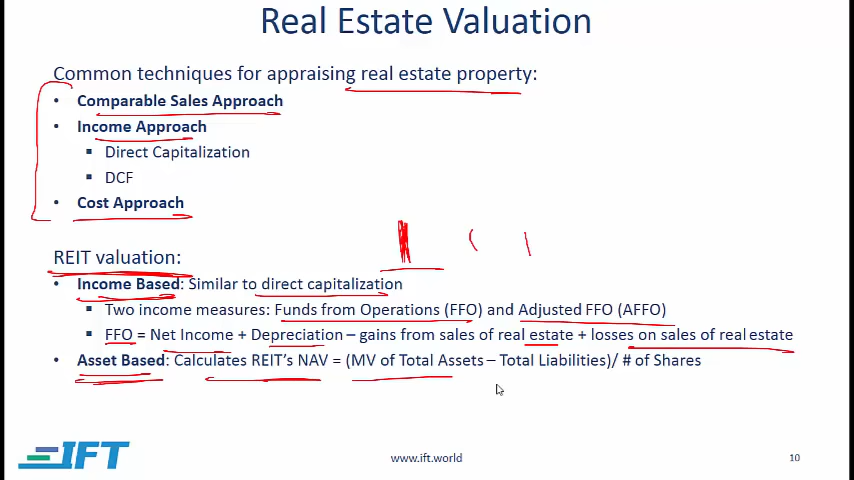 Real Estate Valuation
Common techniques for appraising real estate property:
• Comparable Sales Approach
• Income Approach
▪ Direct Capitalization
▪ DCF
• Cost Approach
REIT valuation:
• Income Based: Similar to direct capitalization
▪ Two income measures: Funds from Operations (FFO) and Adjusted FFO (AFFO)
▪ FFO = Net Income + Depreciation – gains from sales of real estate + losses on sales of real estate
• Asset Based: Calculates REIT's NAV = (MV of Total Assets – Total Liabilities)/ # of Shares
IFT
www.ift.world
10